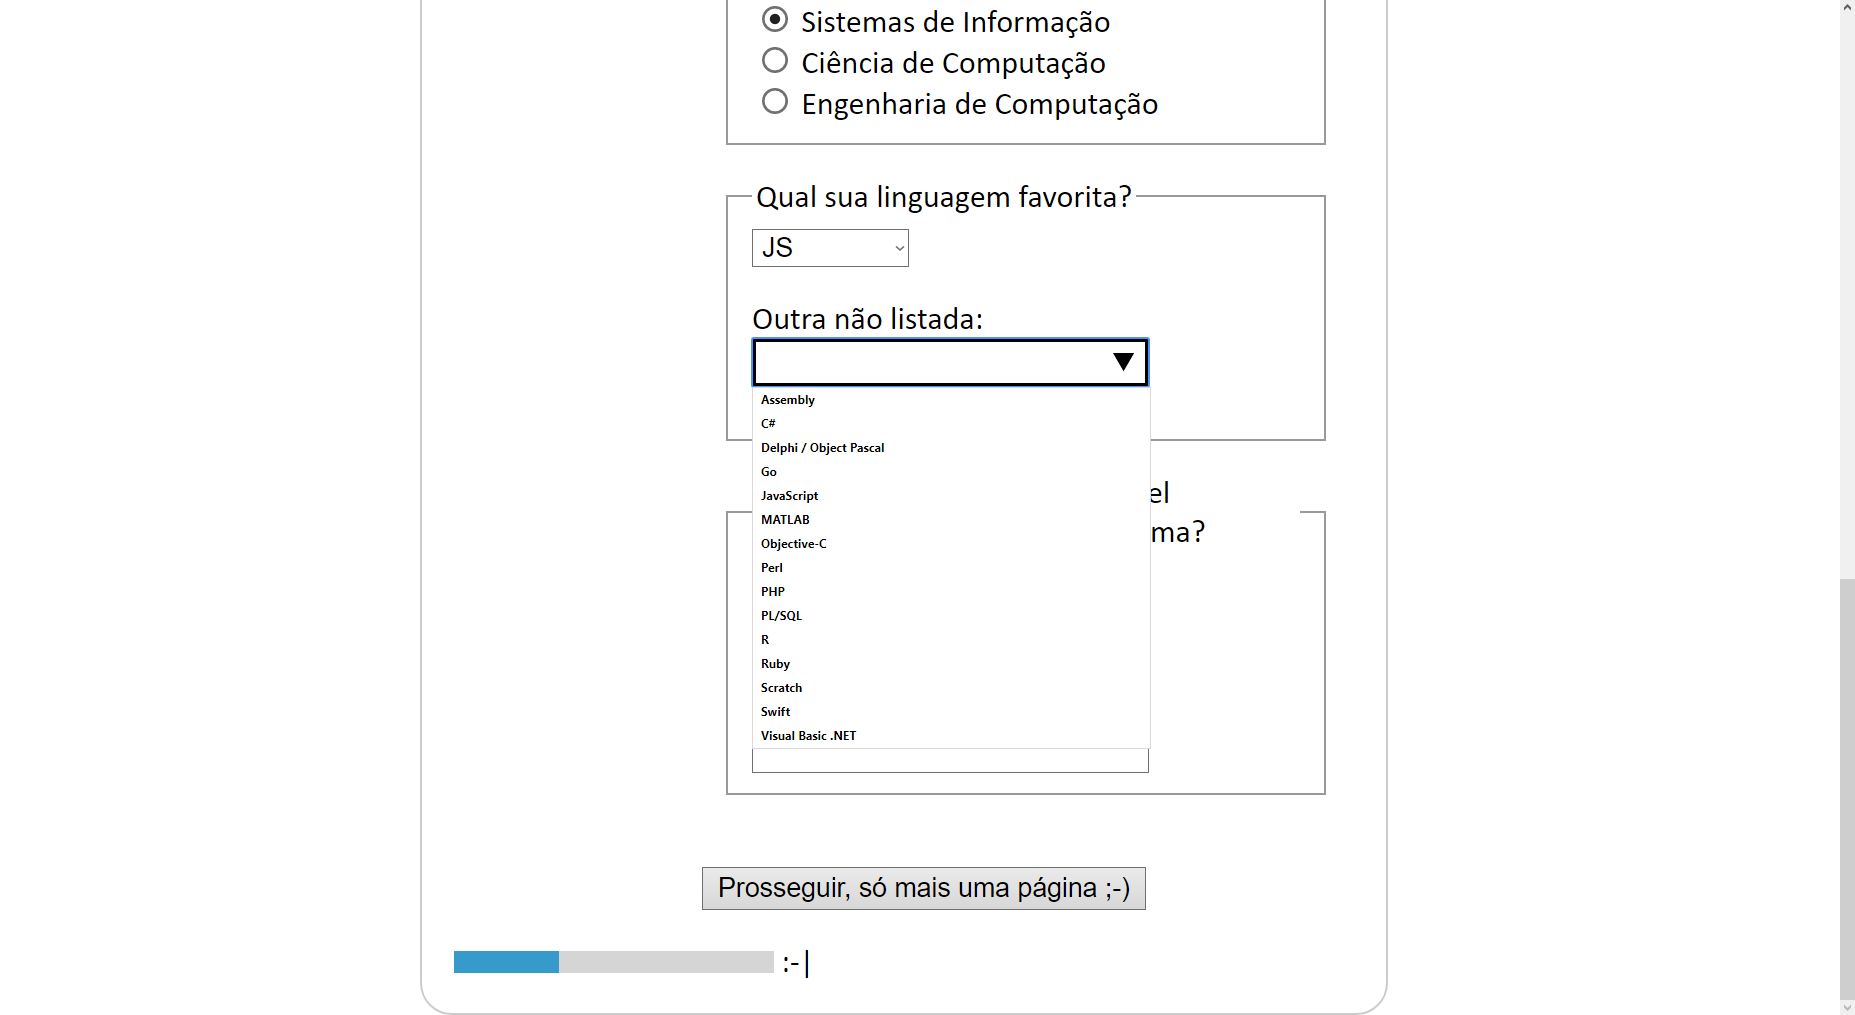 Sistemas de Informação
Ciência de Computação
Engenharia de Computação
Qual sua linguagem favorita?
JS
Outra não listada:
Assembly
C#
Delphi / Object Pascal
Go
JavaScript
MATLAB
Objective-C
Perl
PHP
PL/SQL
R
Ruby
Scratch
Swift
Visual Basic .NET
el
ma?
Prosseguir, só mais uma página ;-)
:-|